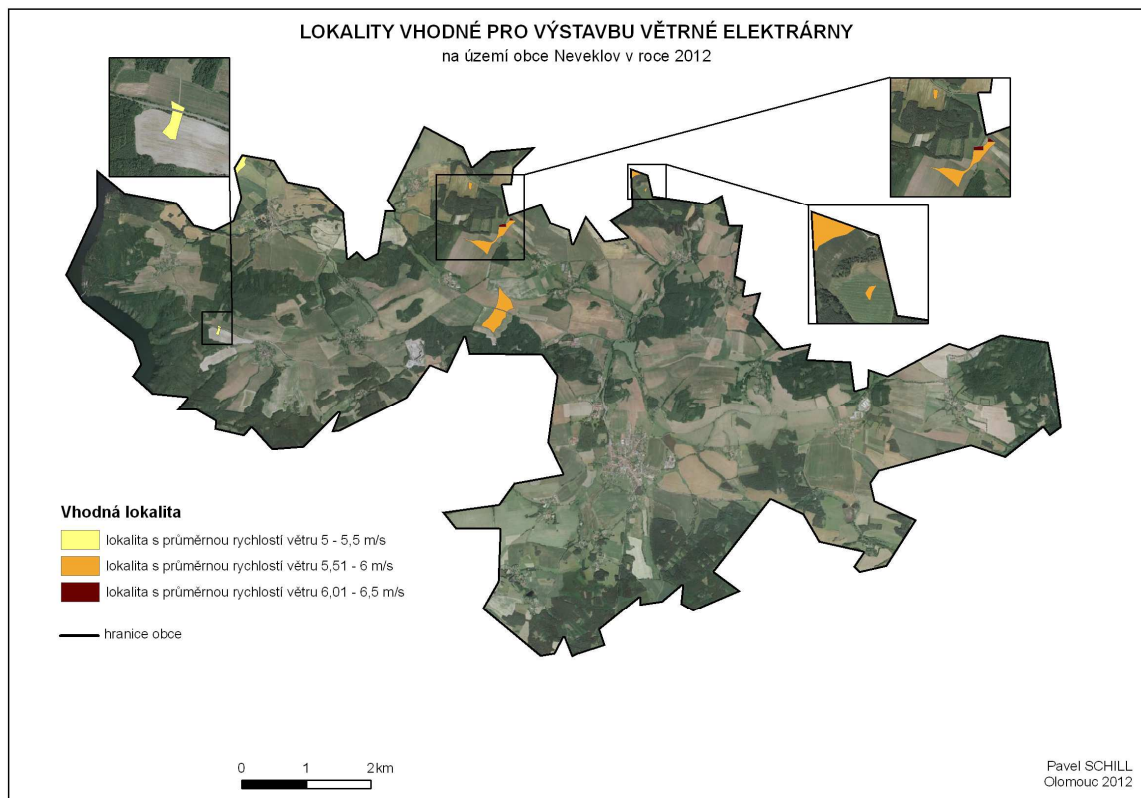 LOKALITY VHODNÉ PRO VÝSTAVBU VĚTRNÉ ELEKTRÁRNY
na území obce Neveklov v roce 2012
Vhodná lokalita
lokalita s průměrnou rychlostí větru 5 - 5,5 m/s
lokalita s průměrnou rychlostí větru 5,51 - 6 m/s
lokalita s průměrnou rychlostí větru 6,01 - 6,5 m/s
hranice obce
0 1 2 km
Pavel SCHILL
Olomouc 2012